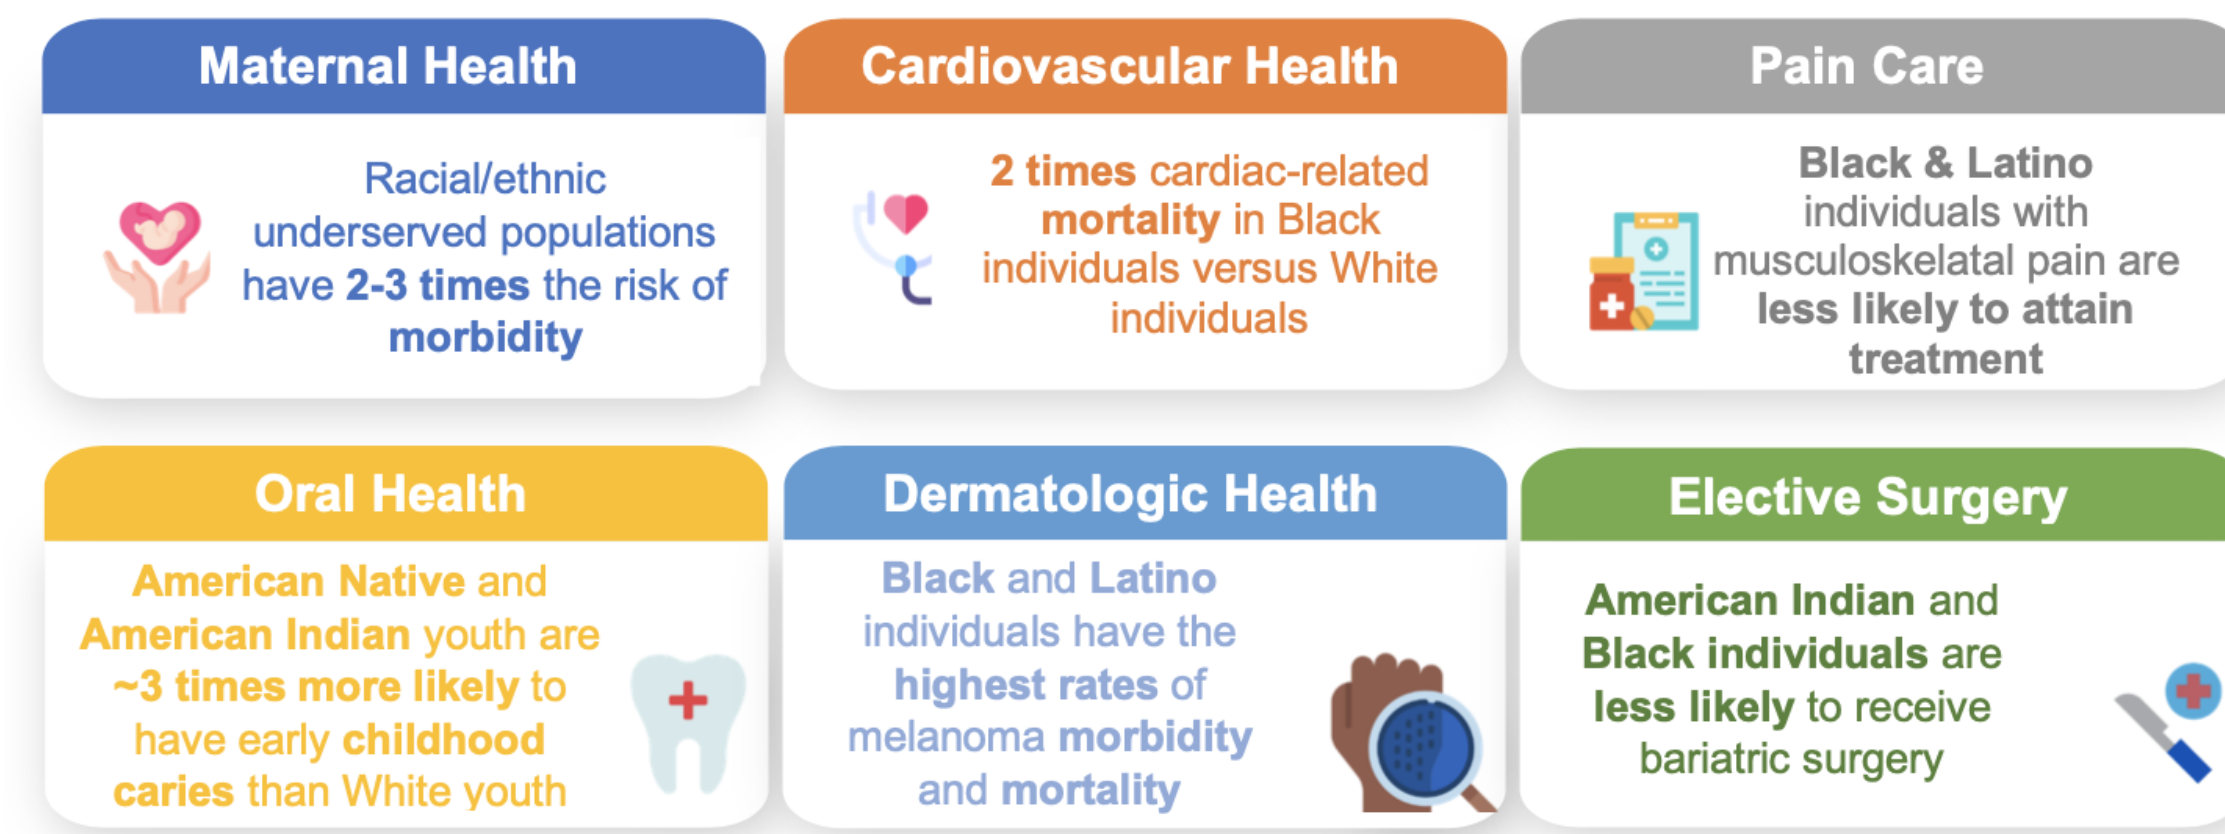 Maternal Health
Racial/ethnic
underserved populations
have 2-3 times the risk of
morbidity
Cardiovascular Health
2 times cardiac-related
mortality in Black
individuals versus White
individuals
Pain Care
Black & Latino
individuals with
musculoskelatal pain are
less likely to attain
treatment
Oral Health
American Native and
American Indian youth are
~3 times more likely to
have early childhood
caries than White youth
Dermatologic Health
Black and Latino
individuals have the
highest rates of
melanoma morbidity
and mortality
Elective Surgery
American Indian and
Black individuals are
less likely to receive
bariatric surgery